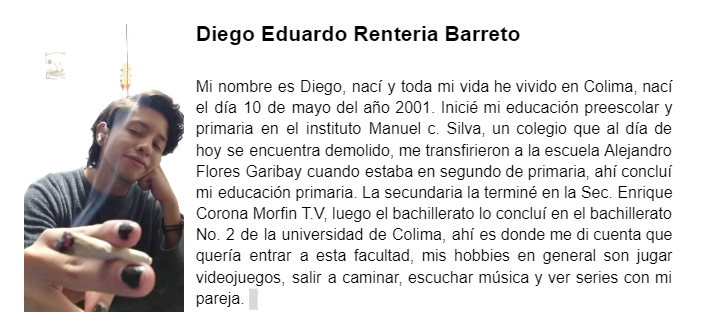 Diego Eduardo Renteria Barreto
Mi nombre es Diego, nací y toda mi vida he vivido en Colima, nací
el día 10 de mayo del año 2001. Inicié mi educación preescolar y
primaria en el instituto Manuel c. Silva, un colegio que al día de
hoy se encuentra demolido, me transfirieron a la escuela Alejandro
Flores Garibay cuando estaba en segundo de primaria, ahí concluí
mi educación primaria. La secundaria la terminé en la Sec. Enrique
Corona Morfin T.V, luego el bachillerato lo concluí en el bachillerato
No. 2 de la universidad de Colima, ahí es donde me di cuenta que
quería entrar a esta facultad, mis hobbies en general son jugar
videojuegos, salir a caminar, escuchar música y ver series con mi
pareja.